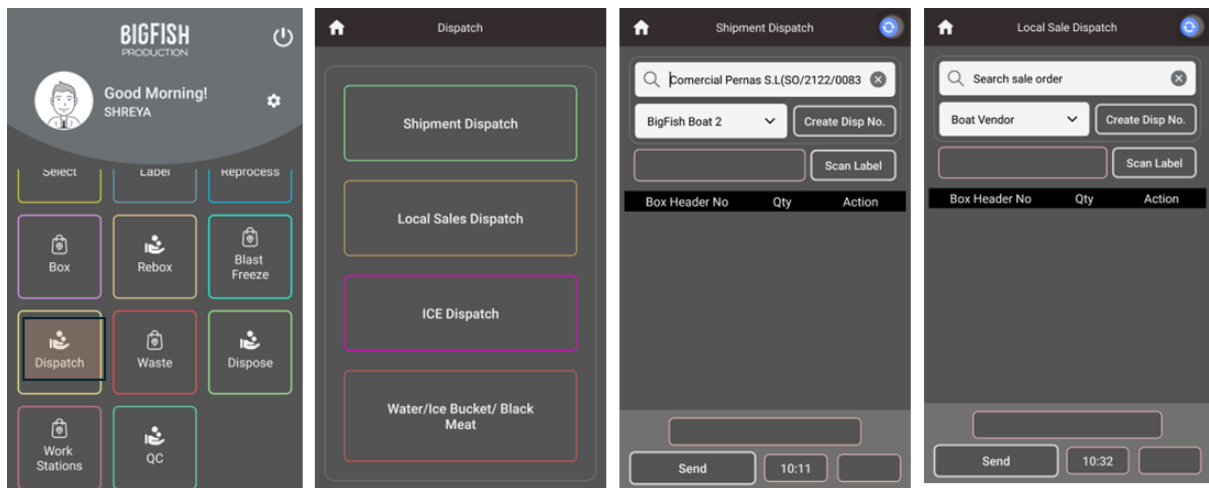 BIGFISH
PRODUCTION
Good Morning!
SHREYA
Select
Label
Reprocess
Box
Rebox
Blast
Freeze
Dispatch
Waste
Dispose
Work
Stations
QC
Dispatch
Shipment Dispatch
Local Sales Dispatch
ICE Dispatch
Water/Ice Bucket/ Black
Meat
Shipment Dispatch
Comercial Pernas S.L(SO/2122/0083
BigFish Boat 2
Create Disp No.
Scan Label
Box Header No Qty Action
Send 10:11
Local Sale Dispatch
Search sale order
Boat Vendor
Create Disp No.
Scan Label
Box Header No Qty Action
Send 10:32